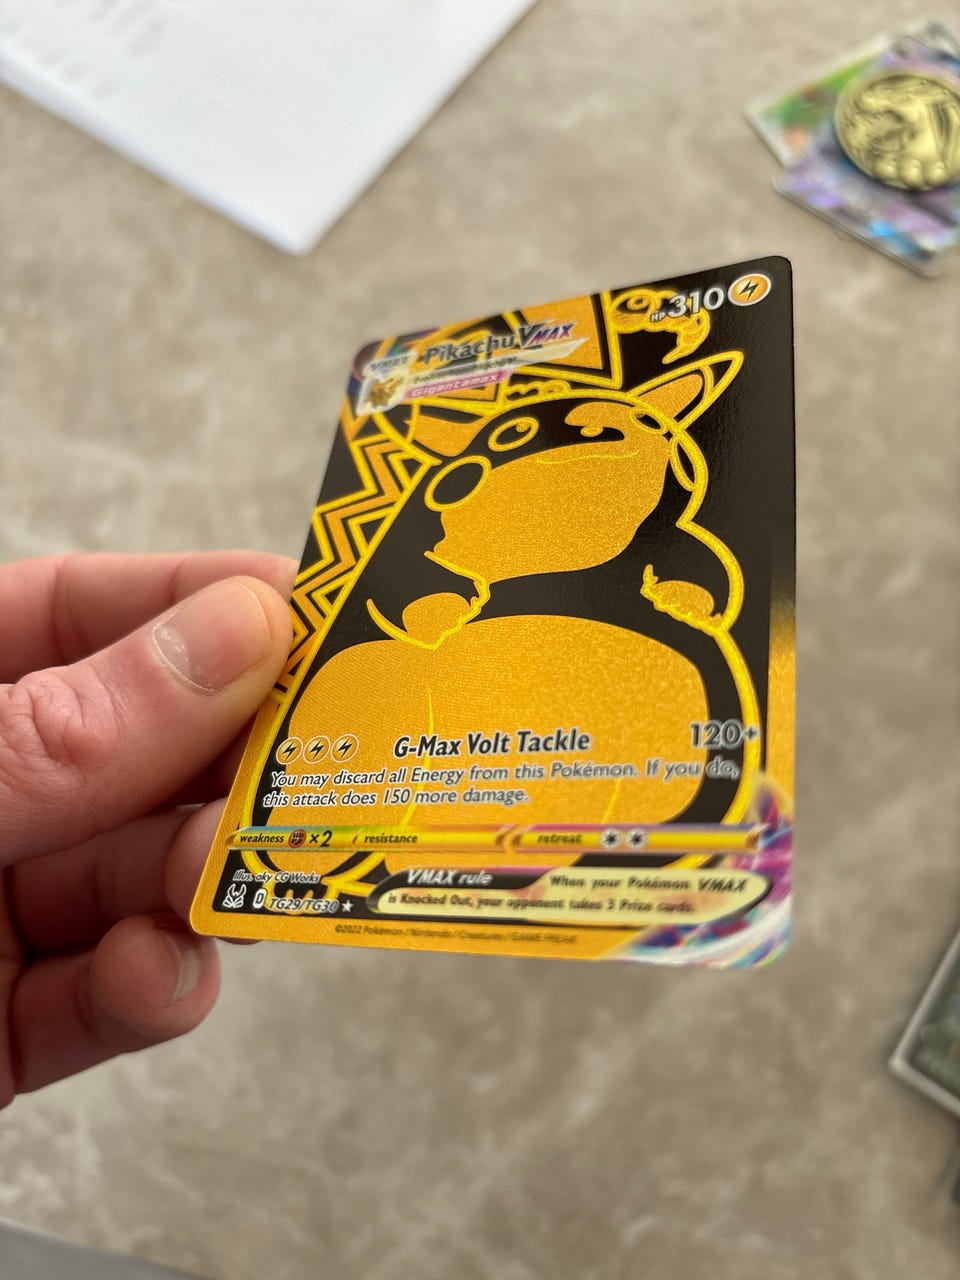 VMAX Pikachu VMAX HP 310
Gigantamax
G-Max Volt Tackle 120+
You may discard all Energy from this Pokémon. If you do,
this attack does 150 more damage.
weakness ×2 resistance retreat
Illus. aky CG Works
VMAX rule When your Pokémon VMAX
is Knocked Out, your opponent takes 3 Prize cards.
D TG29/TG30
©2022 Pokémon / Nintendo / Creatures / GAME FREAK